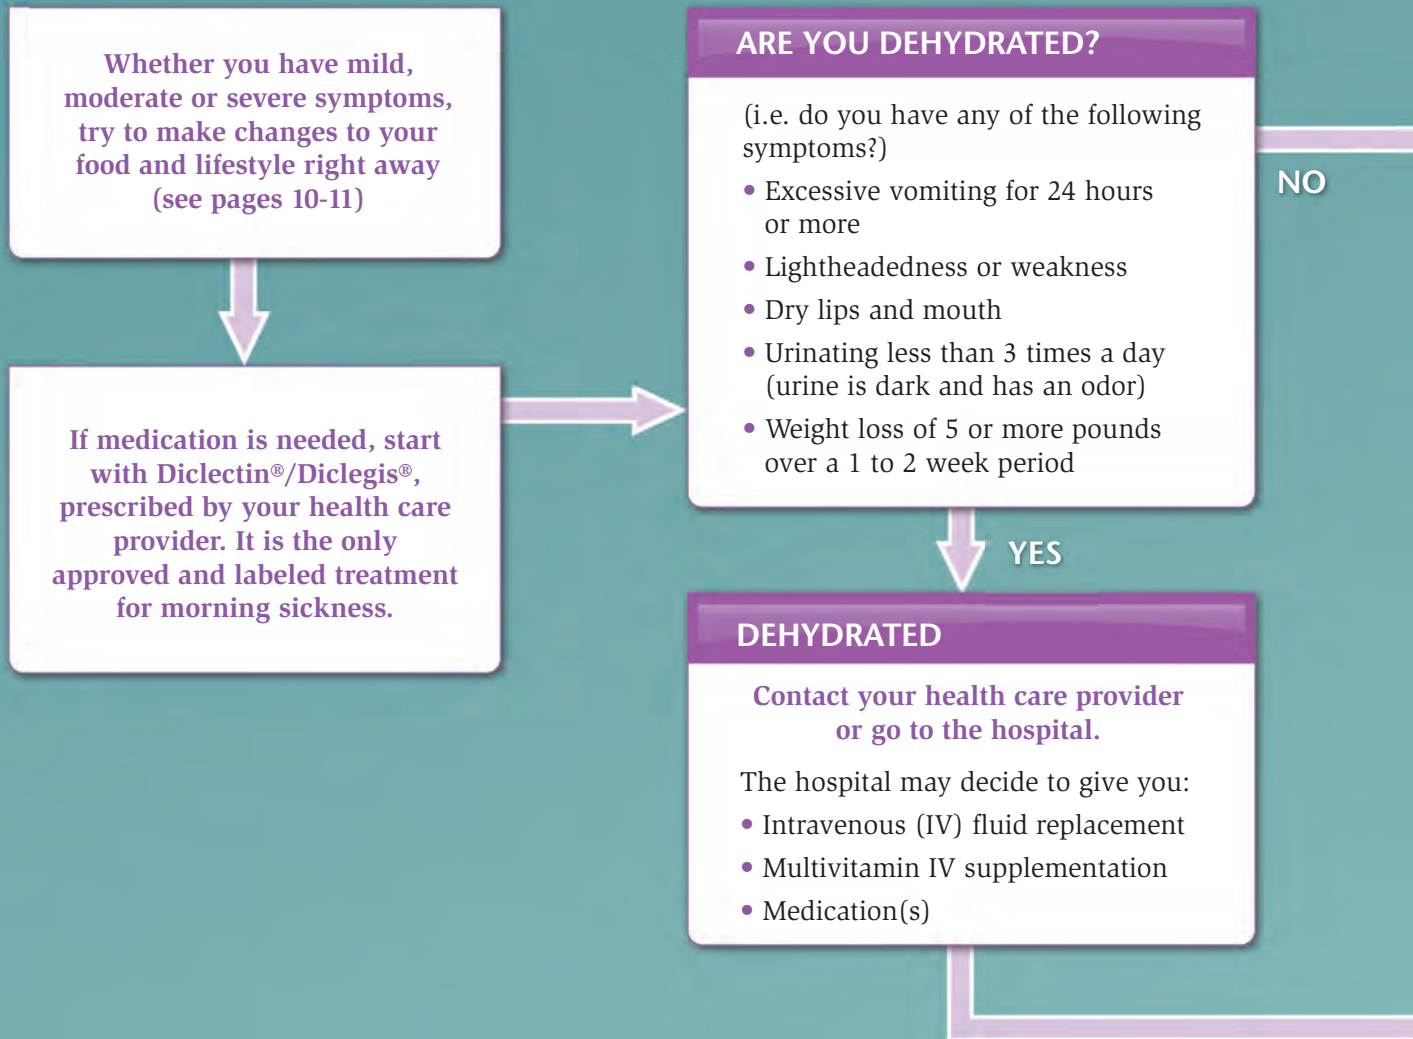 Whether you have mild,
moderate or severe symptoms,
try to make changes to your
food and lifestyle right away
(see pages 10-11)
If medication is needed, start
with Diclectin®/Diclegis®,
prescribed by your health care
provider. It is the only
approved and labeled treatment
for morning sickness.
ARE YOU DEHYDRATED?
(i.e. do you have any of the following
symptoms?)
• Excessive vomiting for 24 hours
or more
• Lightheadedness or weakness
• Dry lips and mouth
• Urinating less than 3 times a day
(urine is dark and has an odor)
• Weight loss of 5 or more pounds
over a 1 to 2 week period
NO
YES
DEHYDRATED
Contact your health care provider
or go to the hospital.
The hospital may decide to give you:
• Intravenous (IV) fluid replacement
• Multivitamin IV supplementation
• Medication(s)